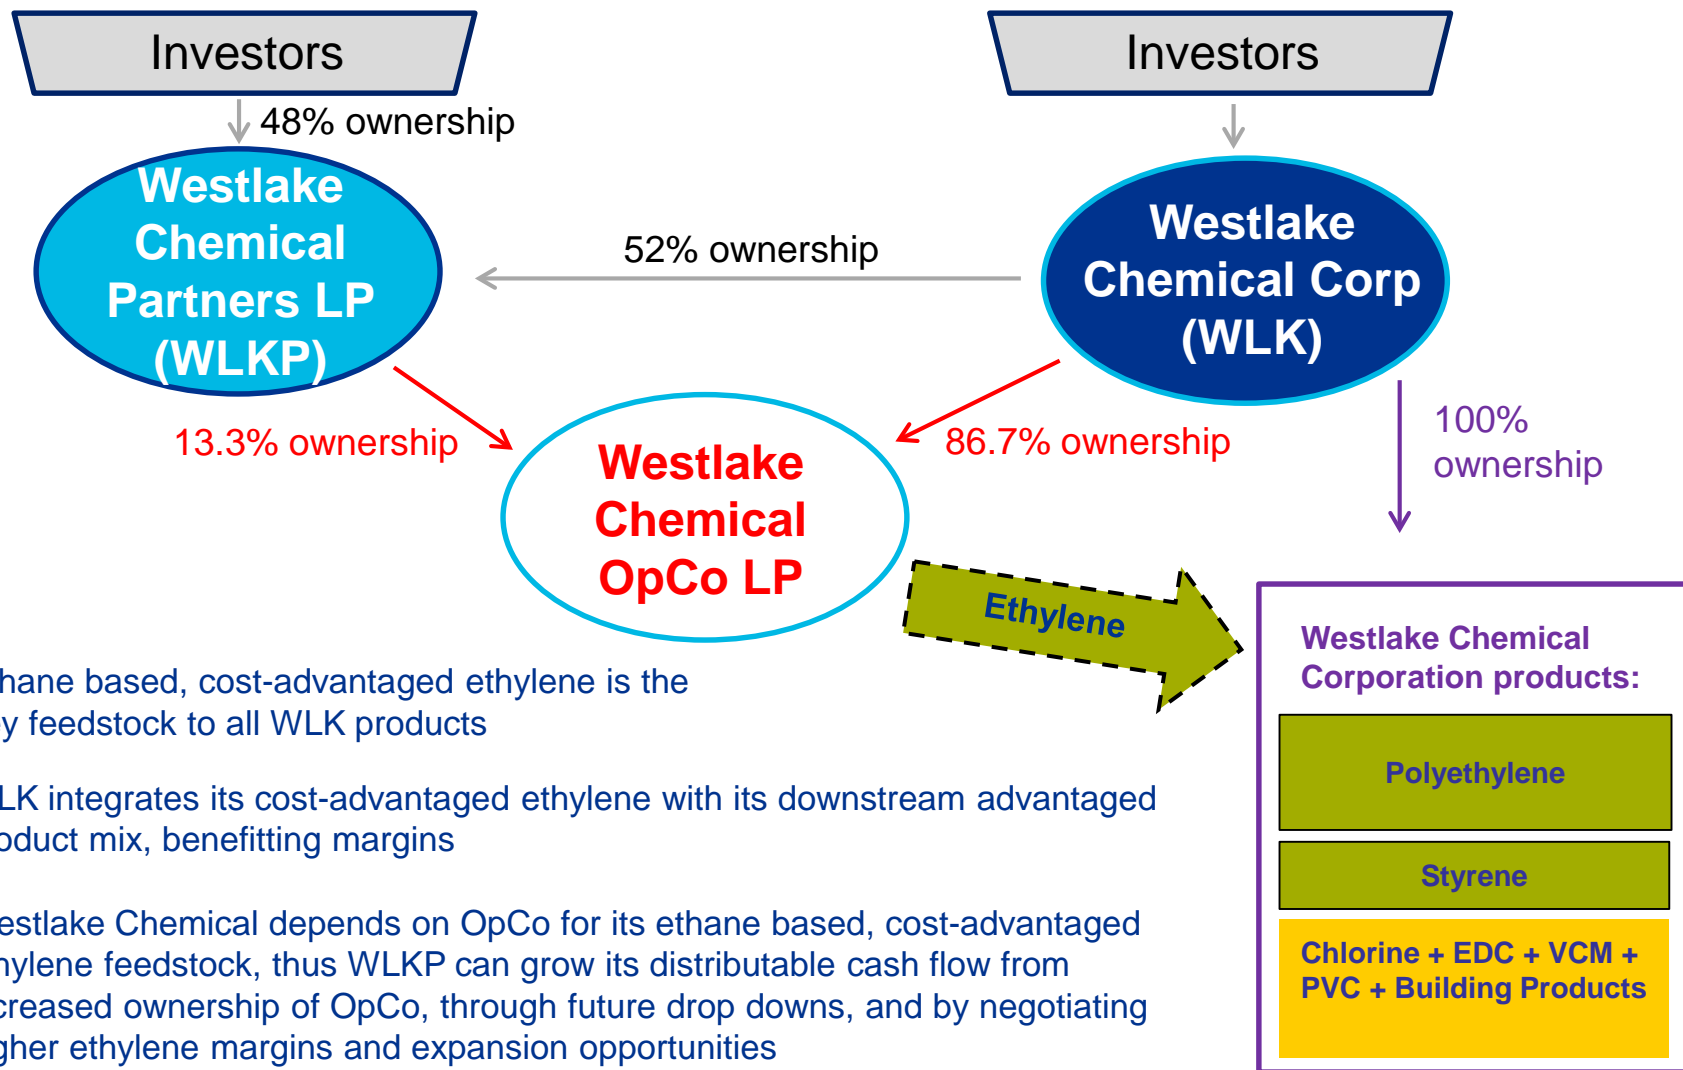 Investors
Investors
48% ownership
Westlake
Chemical
Partners LP
(WLKP)
52% ownership
Westlake
Chemical Corp
(WLK)
13.3% ownership
86.7% ownership
100%
ownership
Westlake
Chemical
OpCo LP
Ethylene
hane based, cost-advantaged ethylene is the
y feedstock to all WLK products
LK integrates its cost-advantaged ethylene with its downstream advantaged
oduct mix, benefitting margins
estlake Chemical depends on OpCo for its ethane based, cost-advantaged
hylene feedstock, thus WLKP can grow its distributable cash flow from
creased ownership of OpCo, through future drop downs, and by negotiating
gher ethylene margins and expansion opportunities
Westlake Chemical
Corporation products:
Polyethylene
Styrene
Chlorine + EDC + VCM +
PVC + Building Products